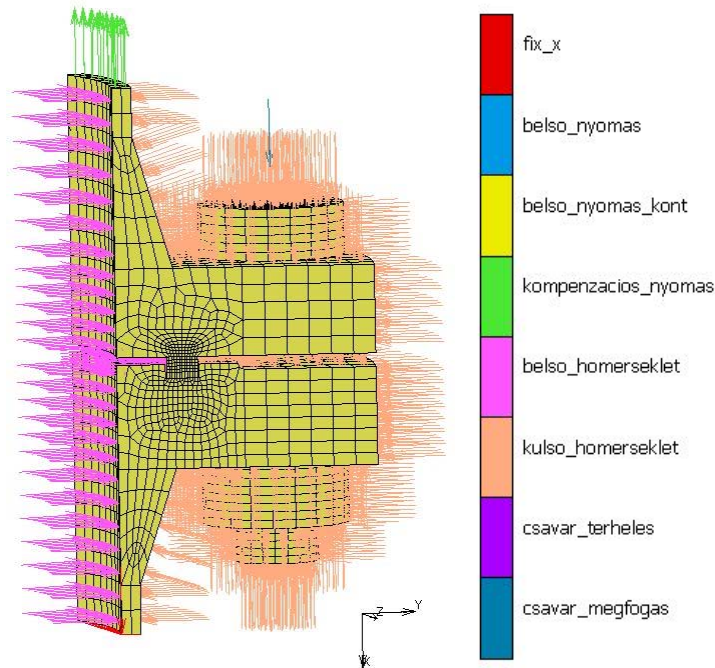 fix_x
belso_nyomas
belso_nyomas_kont
kompenzacios_nyomas
belso_homerseklet
kulso_homerseklet
csavar_terheles
csavar_megfogas
Z
Y
X